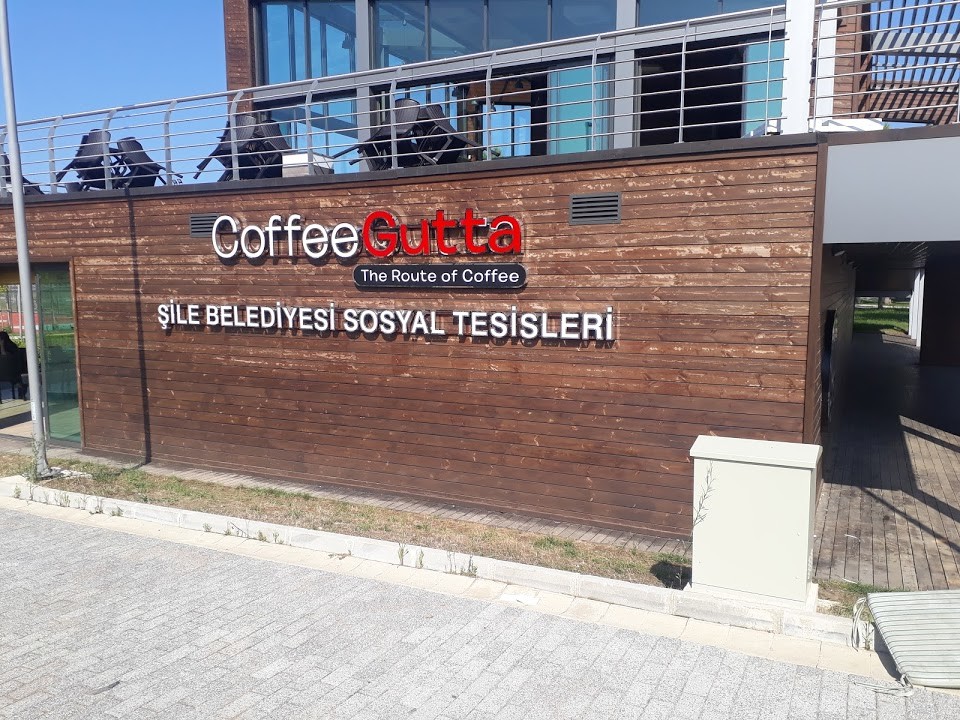 CoffeeGutta
The Route of Coffee
ŞİLE BELEDİYESİ SOSYAL TESİSLERİ